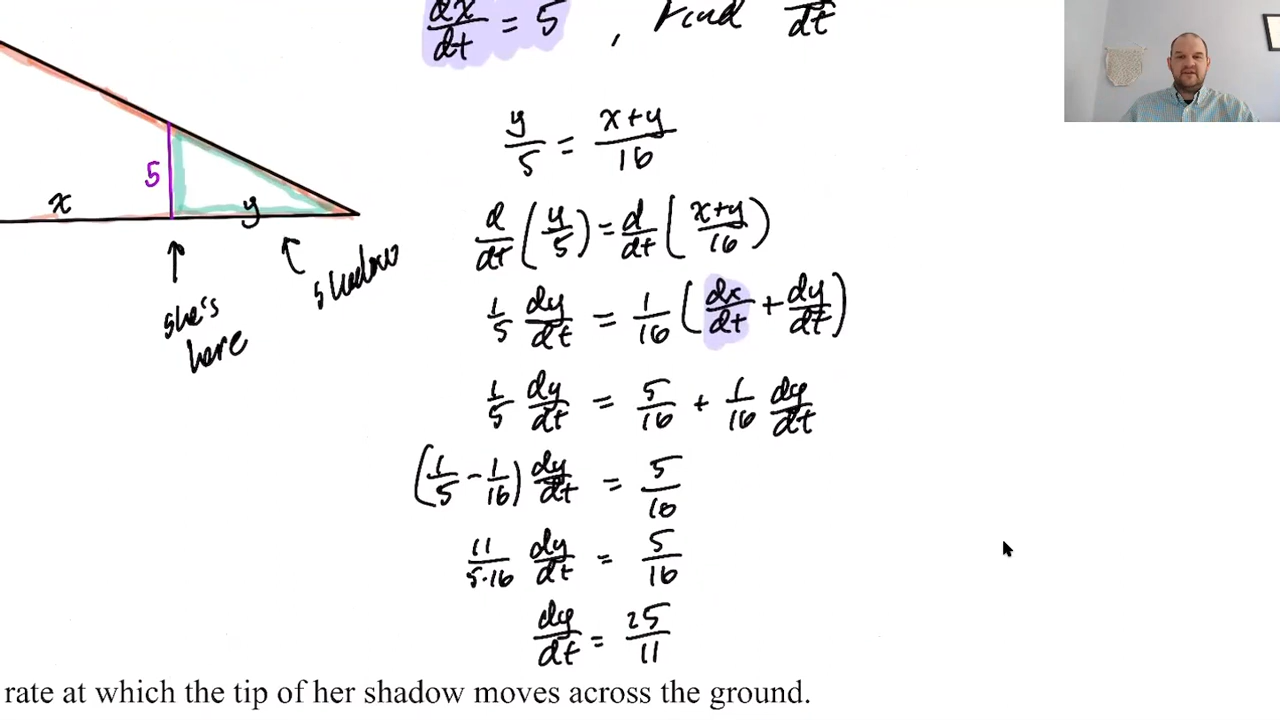 dx/dt = 5 , Find /dt
y/5 = (x+y)/16
d/dt (y/5) = d/dt ((x+y)/16)
1/5 dy/dt = 1/16 (dx/dt + dy/dt)
1/5 dy/dt = 5/16 + 1/16 dy/dt
(1/5 - 1/16) dy/dt = 5/16
11/5·16 dy/dt = 5/16
dy/dt = 25/11
5
x
y
she's
here
shadow
rate at which the tip of her shadow moves across the ground.